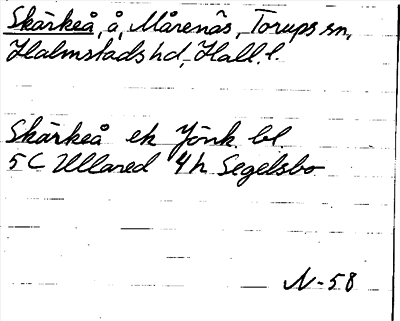 Skärkeå, å, Mårenäs, Torups sn,
Halmstads hd, Hall. l.
Skärkeå ek Jönk. bl.
5 C Ullared 4 h Segelsbo
N-58